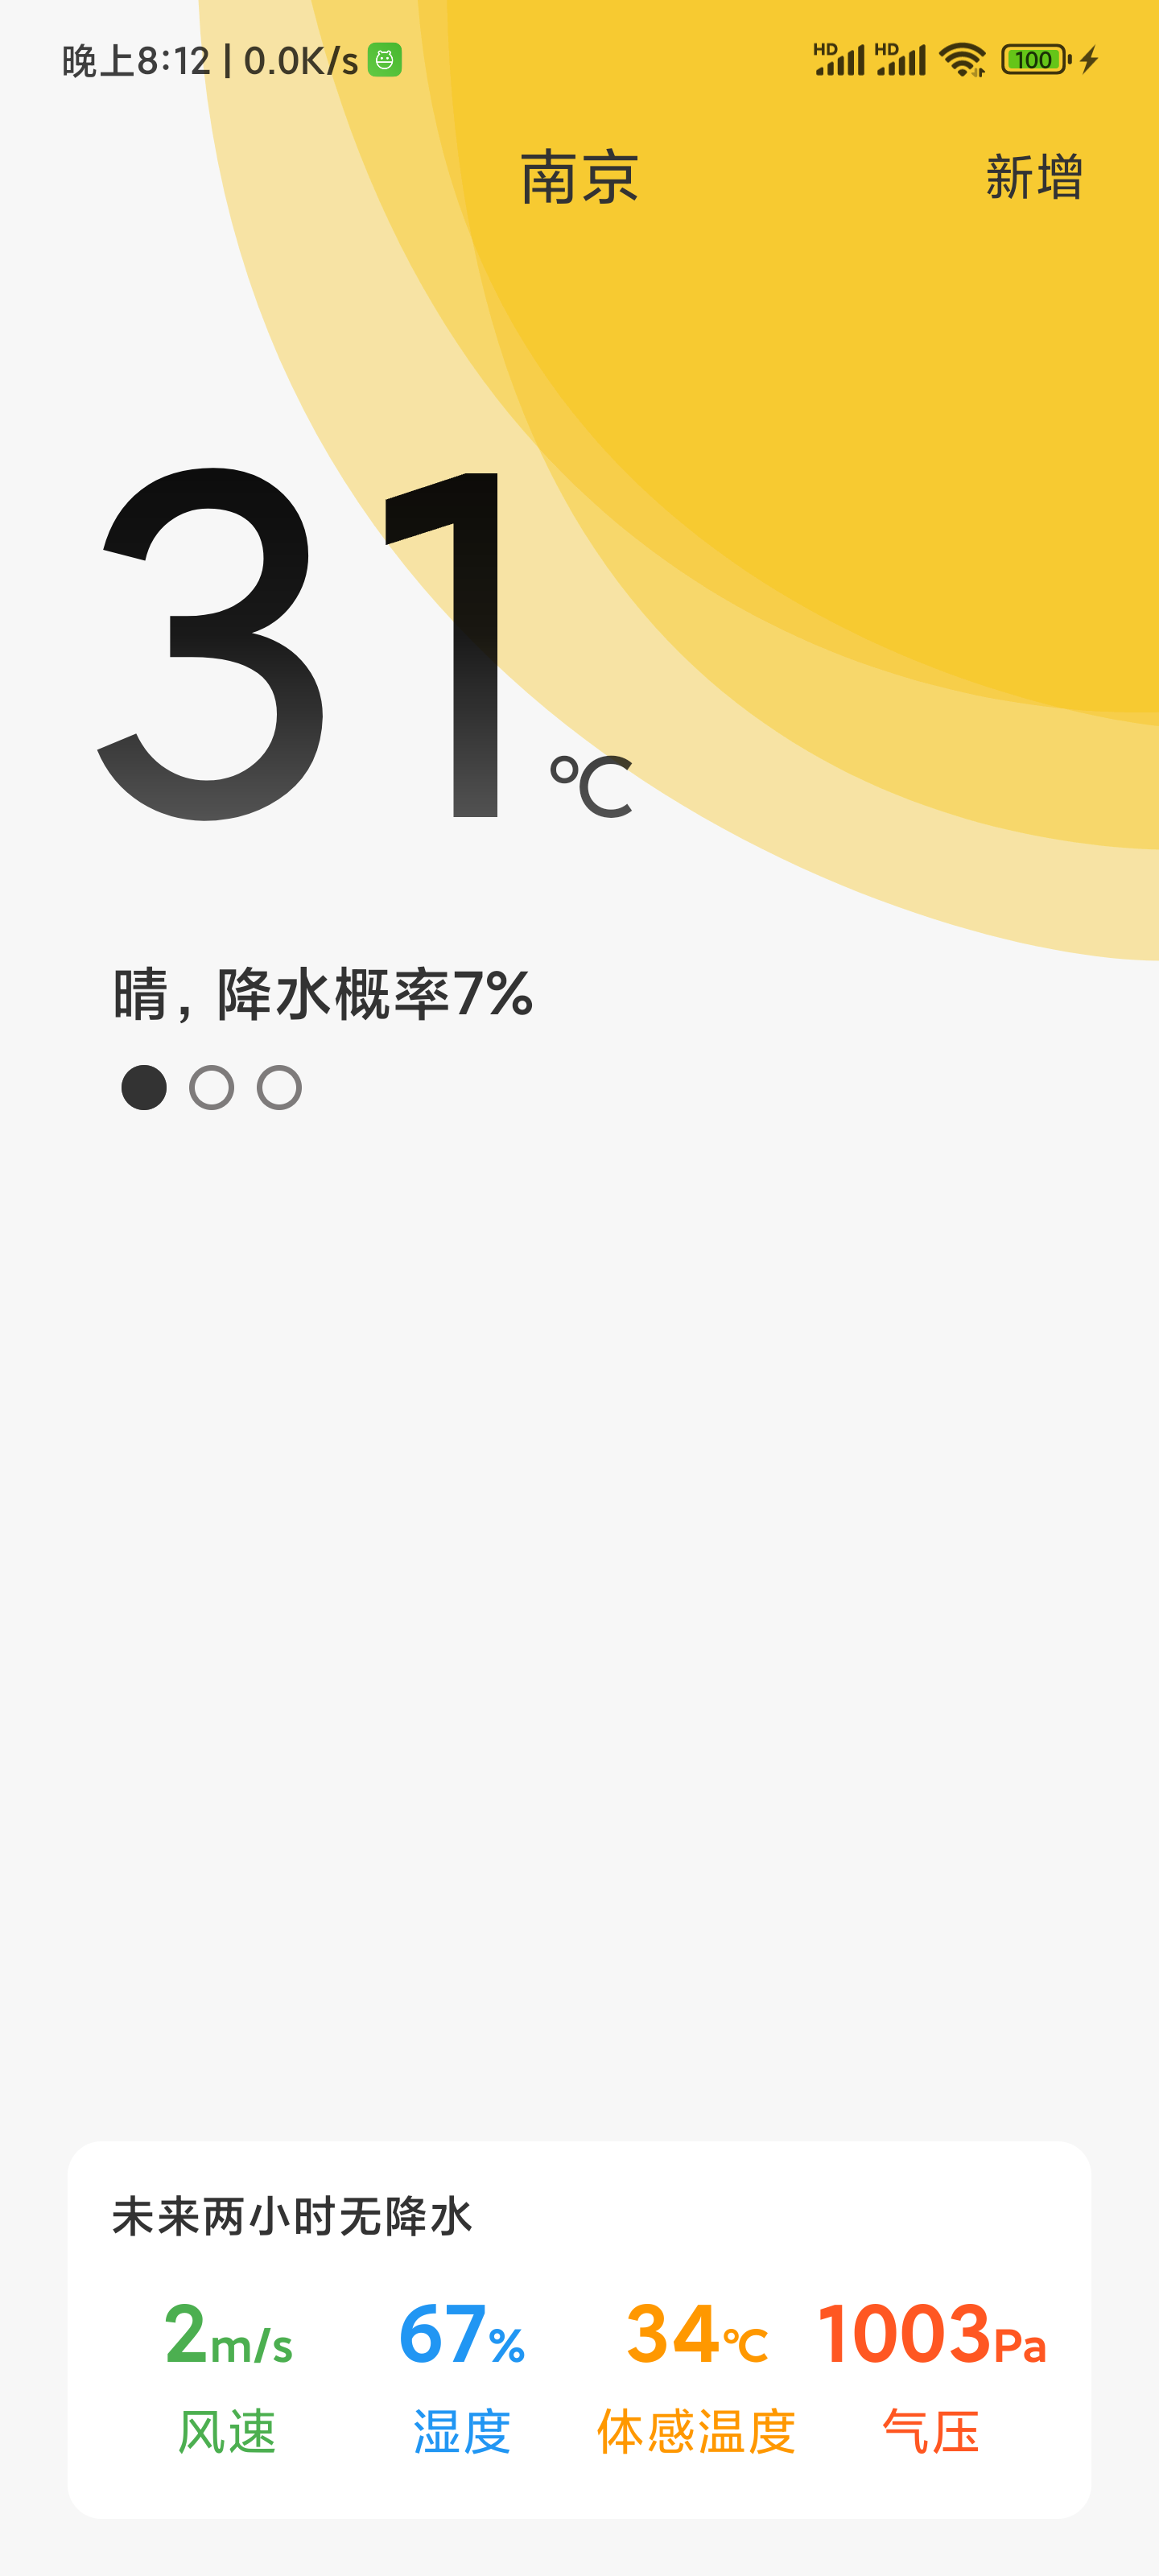 晚上8:12 | 0.0K/s HD HD 100
南京 新增
31℃
晴, 降水概率7%
未来两小时无降水
2m/s 67% 34℃ 1003Pa
风速 湿度 体感温度 气压